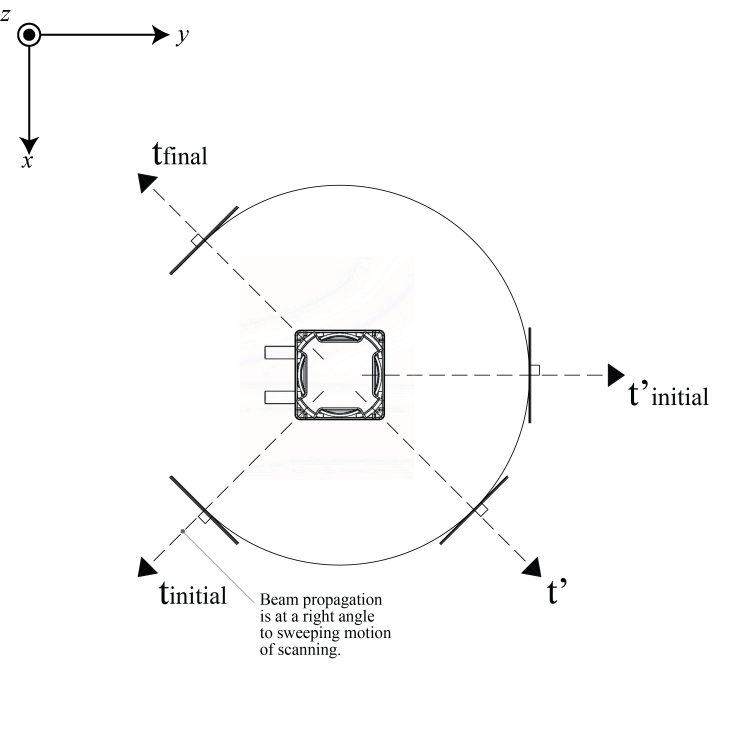 z
y
x
tfinal
t’initial
tinitial
t’
Beam propagation
is at a right angle
to sweeping motion
of scanning.